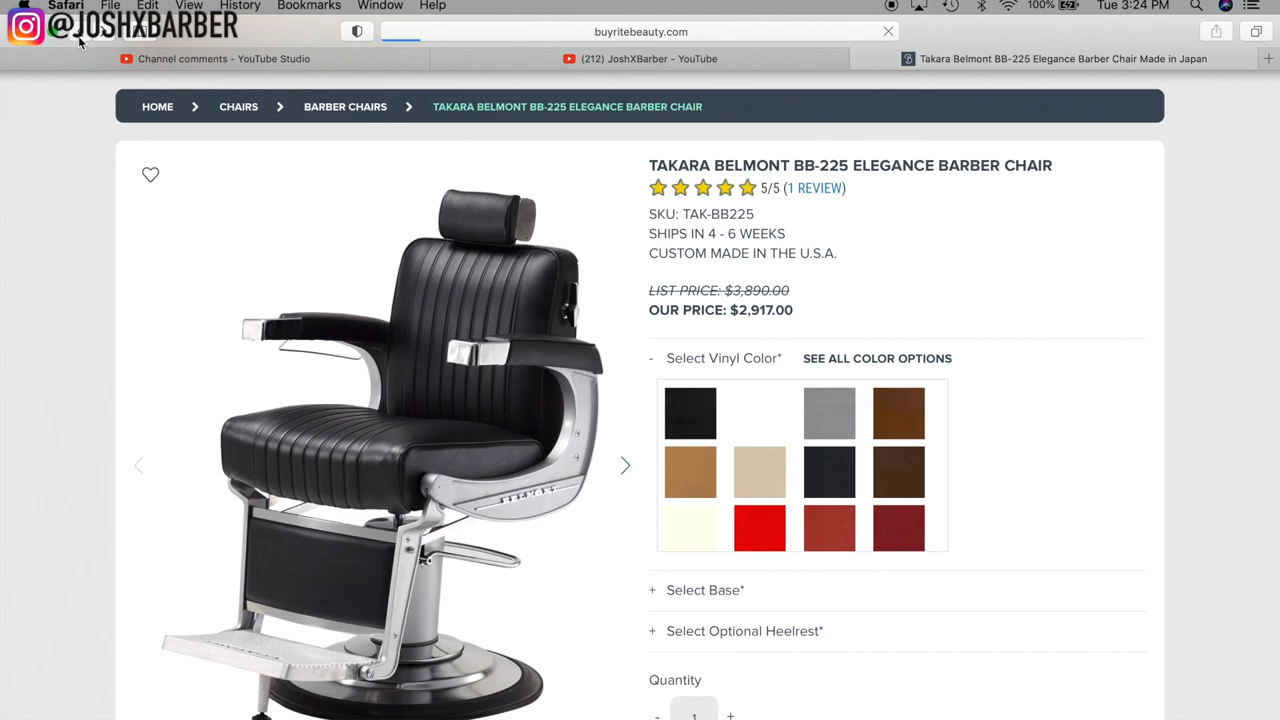 Safari File Edit View History Bookmarks Window Help 100% Tue 3:24 PM
@JOSHXBARBER
buyritebeauty.com
Channel comments - YouTube Studio
(212) JoshXBarber - YouTube
Takara Belmont BB-225 Elegance Barber Chair Made in Japan
HOME > CHAIRS > BARBER CHAIRS > TAKARA BELMONT BB-225 ELEGANCE BARBER CHAIR
TAKARA BELMONT BB-225 ELEGANCE BARBER CHAIR
5/5 (1 REVIEW)
SKU: TAK-BB225
SHIPS IN 4 - 6 WEEKS
CUSTOM MADE IN THE U.S.A.
LIST PRICE: $3,890.00
OUR PRICE: $2,917.00
- Select Vinyl Color* SEE ALL COLOR OPTIONS
BELMONT
+ Select Base*
+ Select Optional Heelrest*
Quantity
- 1 +